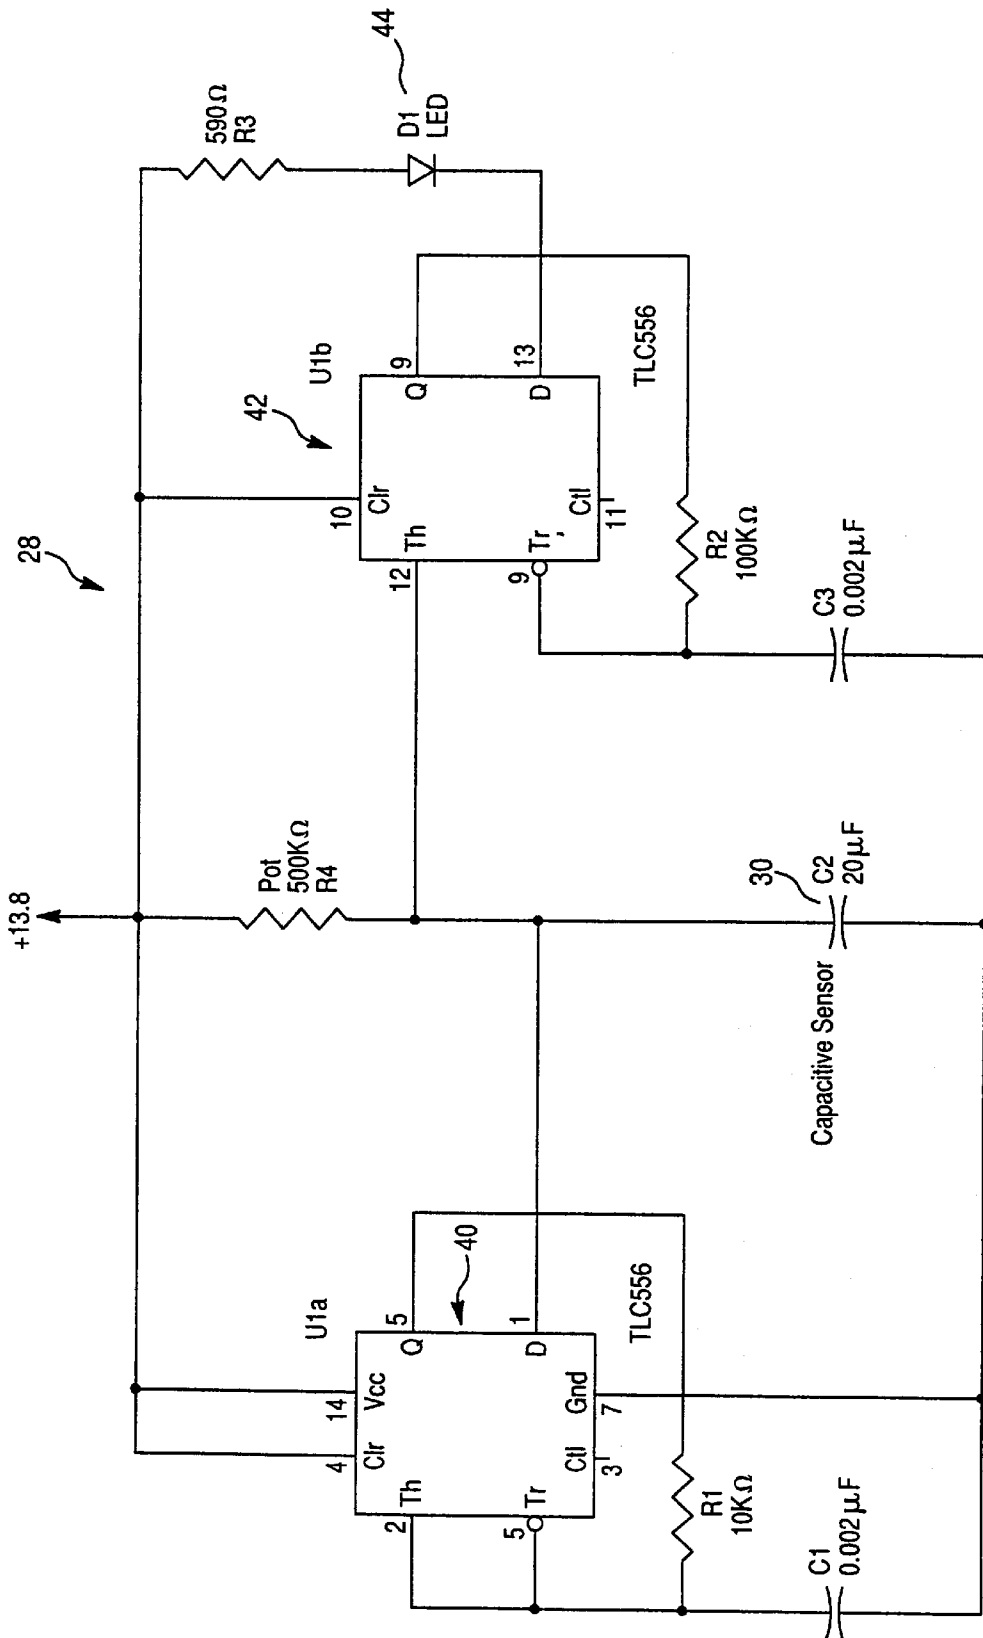 28
+13.8
590Ω
R3
44
D1
LED
Pot
500KΩ
R4
42
U1b
10
Clr
12
Th
Q
9
9
Tr
,
D
13
Ctl
11
TLC556
R2
100KΩ
C3
0.002µF
U1a
14
Vcc
4
Clr
2
Th
Q
5
40
5
Tr
D
1
Ctl
3
Gnd
7
TLC556
R1
10KΩ
C1
0.002µF
30
C2
20µF
Capacitive Sensor